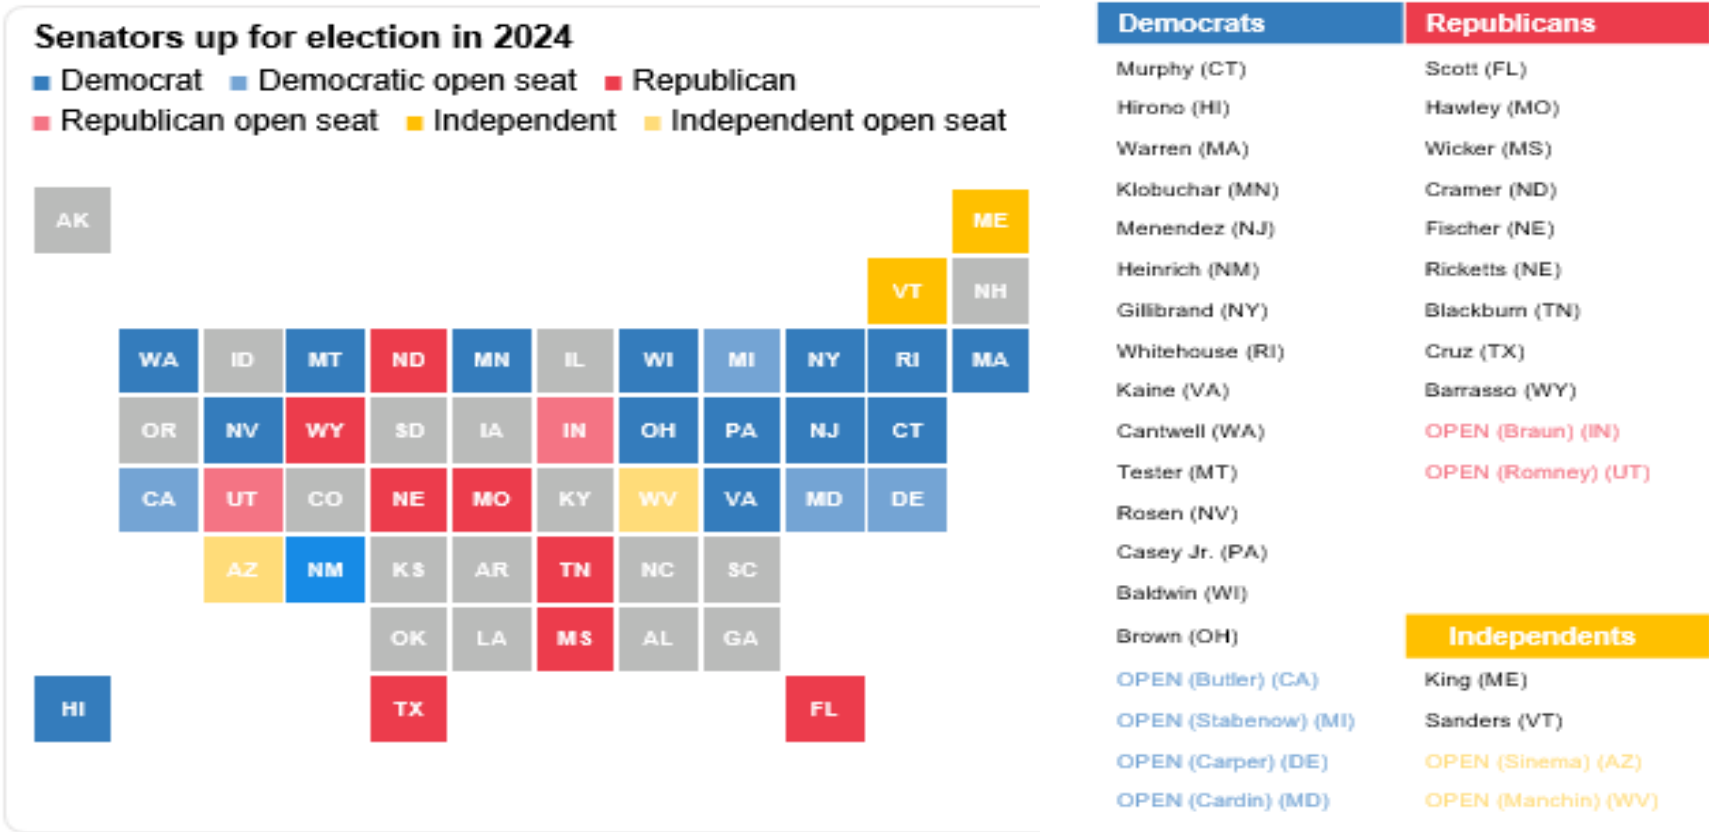 Senators up for election in 2024
Democrat Democratic open seat Republican
Republican open seat Independent Independent open seat
AK ME
VT NH
WA ID MT ND MN IL WI MI NY RI MA
OR NV WY SD IA IN OH PA NJ CT
CA UT CO NE MO KY WV VA MD DE
AZ NM KS AR TN NC SC
OK LA MS AL GA
HI TX FL
Democrats
Murphy (CT)
Hirono (HI)
Warren (MA)
Klobuchar (MN)
Menendez (NJ)
Heinrich (NM)
Gillibrand (NY)
Whitehouse (RI)
Kaine (VA)
Cantwell (WA)
Tester (MT)
Rosen (NV)
Casey Jr. (PA)
Baldwin (WI)
Brown (OH)
OPEN (Butler) (CA)
OPEN (Stabenow) (MI)
OPEN (Carper) (DE)
OPEN (Cardin) (MD)
Republicans
Scott (FL)
Hawley (MO)
Wicker (MS)
Cramer (ND)
Fischer (NE)
Ricketts (NE)
Blackburn (TN)
Cruz (TX)
Barrasso (WY)
OPEN (Braun) (IN)
OPEN (Romney) (UT)
Independents
King (ME)
Sanders (VT)
OPEN (Sinema) (AZ)
OPEN (Manchin) (WV)